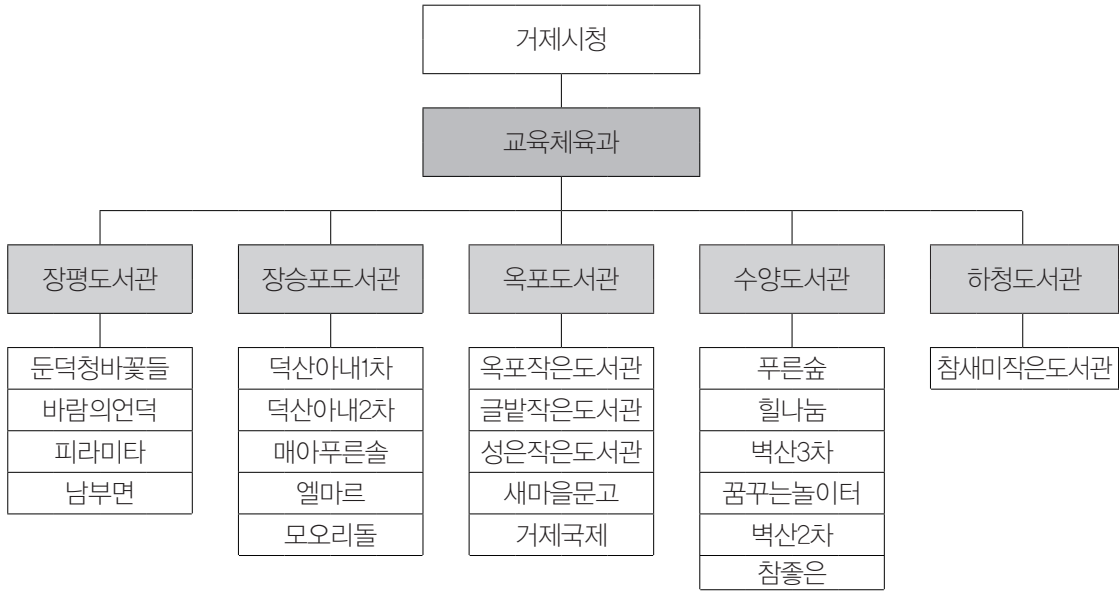 거제시청
교육체육과
장평도서관
장승포도서관
옥포도서관
수양도서관
하청도서관
둔덕청바꽃들
바람의언덕
피라미타
남부면
덕산아내1차
덕산아내2차
매아푸른솔
엘마르
모오리돌
옥포작은도서관
글밭작은도서관
성은작은도서관
새마을문고
거제국제
푸른숲
힐나눔
벽산3차
꿈꾸는놀이터
벽산2차
참좋은
참새미작은도서관